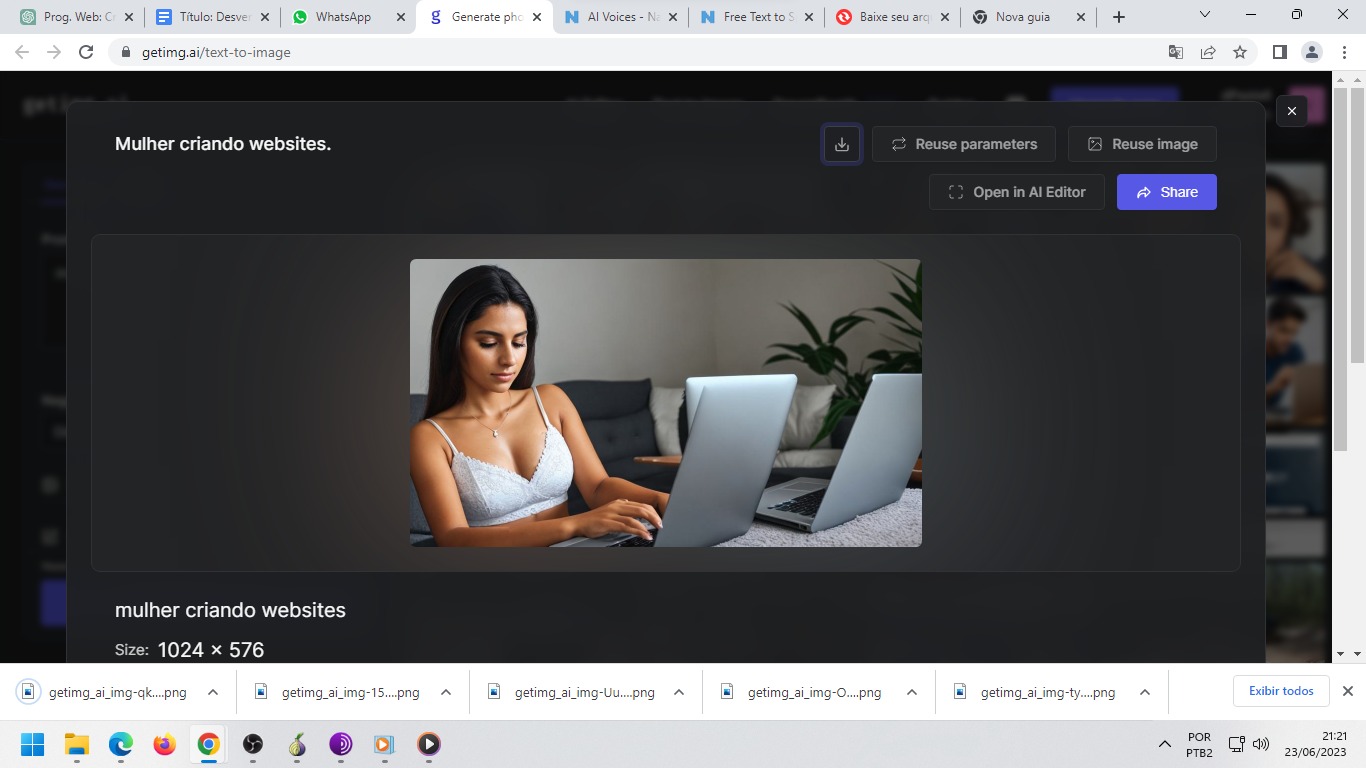 Prog. Web: Cr
Título: Desver
WhatsApp
Generate pho
AI Voices - Na
Free Text to S
Baixe seu arq
Nova guia
getimg.ai/text-to-image
Mulher criando websites.
Reuse parameters
Reuse image
Open in AI Editor
Share
mulher criando websites
Size: 1024 × 576
getimg_ai_img-qk....png
getimg_ai_img-15....png
getimg_ai_img-Uu....png
getimg_ai_img-O....png
getimg_ai_img-ty....png
Exibir todos
POR
PTB2
21:21
23/06/2023